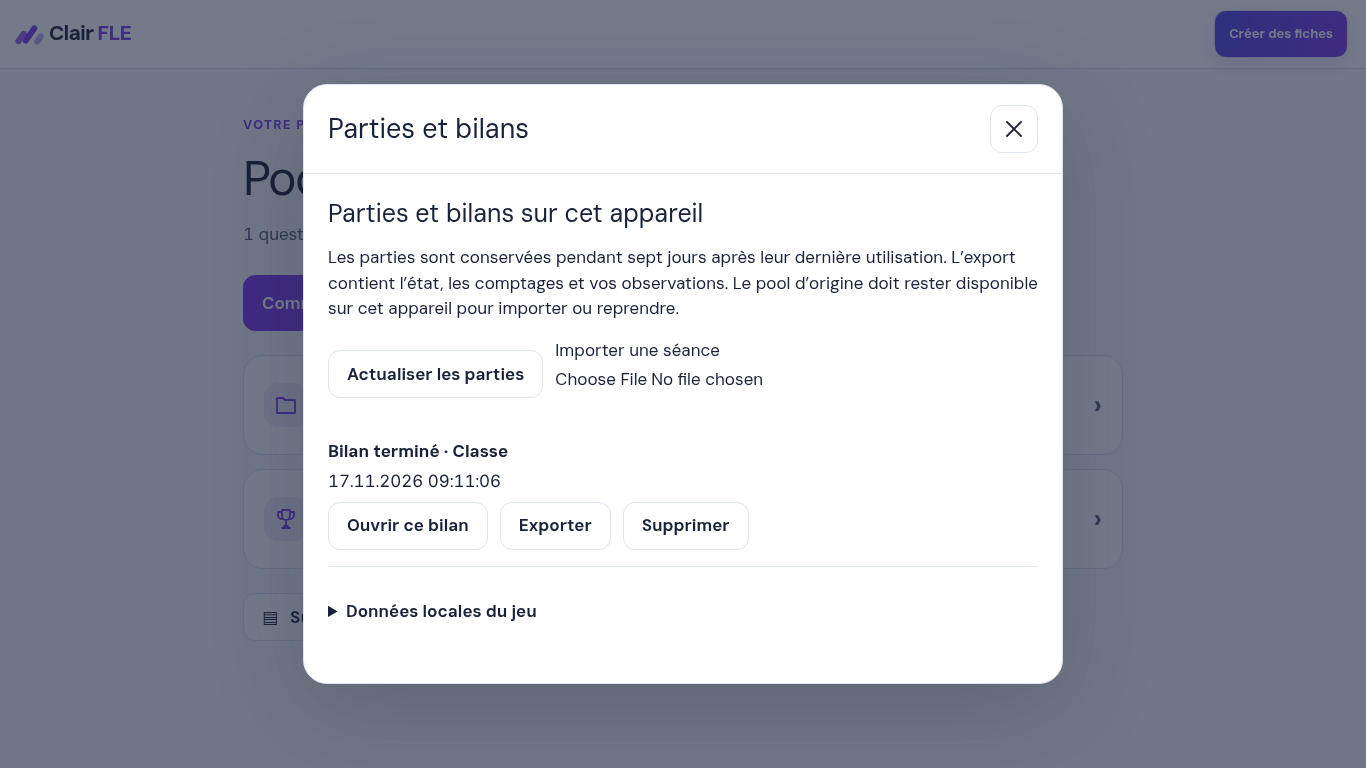 Clair FLE
Créer des fiches
Parties et bilans
Parties et bilans sur cet appareil
Les parties sont conservées pendant sept jours après leur dernière utilisation. L’export
contient l’état, les comptages et vos observations. Le pool d’origine doit rester disponible
sur cet appareil pour importer ou reprendre.
Actualiser les parties
Importer une séance
Choose File No file chosen
Bilan terminé · Classe
17.11.2026 09:11:06
Ouvrir ce bilan
Exporter
Supprimer
Données locales du jeu
VOTRE
1